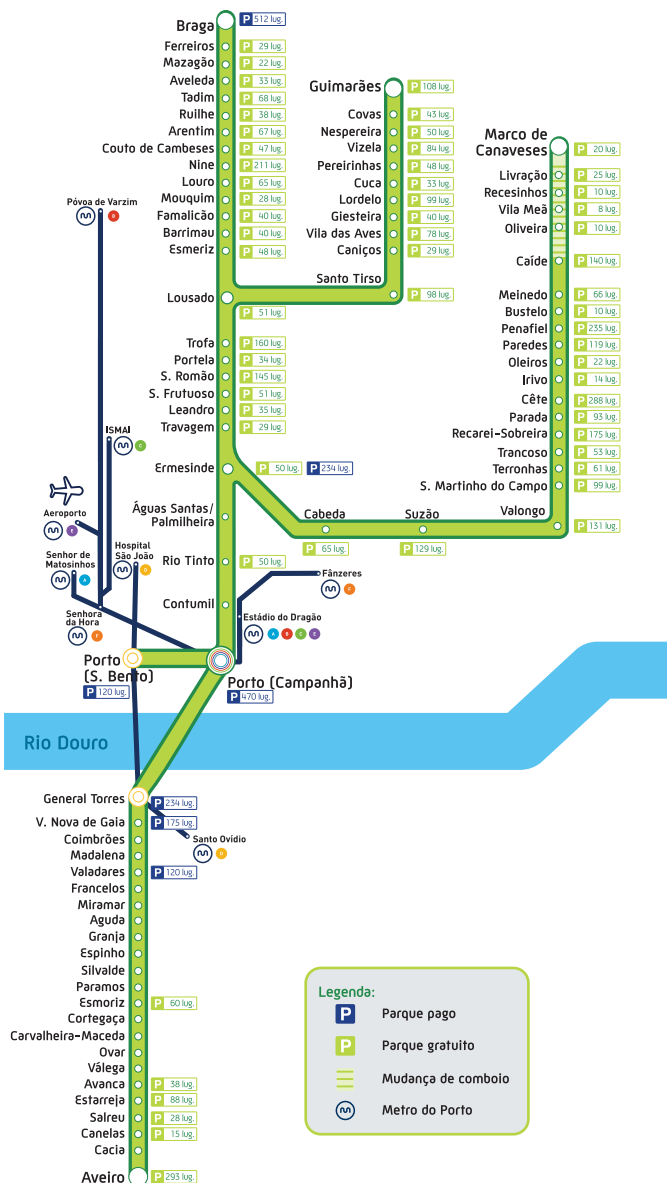 Braga
P 512 lug.
Ferreiros
P 29 lug.
Mazagão
P 22 lug.
Aveleda
P 33 lug.
Tadim
P 68 lug.
Ruilhe
P 38 lug.
Arentim
P 67 lug.
Couto de Cambeses
P 47 lug.
Nine
P 211 lug.
Louro
P 65 lug.
Mouquim
P 28 lug.
Famalicão
P 40 lug.
Barrimau
P 40 lug.
Esmeriz
P 48 lug.
Lousado
P 51 lug.
Guimarães
P 108 lug.
Covas
P 43 lug.
Nespereira
P 50 lug.
Vizela
P 84 lug.
Pereirinhas
P 48 lug.
Cuca
P 33 lug.
Lordelo
P 99 lug.
Giesteira
P 40 lug.
Vila das Aves
P 78 lug.
Caniços
P 29 lug.
Santo Tirso
P 98 lug.
Marco de
Canaveses
P 20 lug.
Livração
P 25 lug.
Recesinhos
P 10 lug.
Vila Meã
P 8 lug.
Oliveira
P 10 lug.
Caíde
P 140 lug.
Meinedo
P 66 lug.
Bustelo
P 10 lug.
Penafiel
P 235 lug.
Paredes
P 119 lug.
Oleiros
P 22 lug.
Irivo
P 14 lug.
Cête
P 288 lug.
Parada
P 93 lug.
Recarei-Sobreira
P 175 lug.
Trancoso
P 53 lug.
Terronhas
P 61 lug.
S. Martinho do Campo
P 99 lug.
Valongo
P 131 lug.
Suzão
P 129 lug.
Cabeda
P 65 lug.
Trofa
P 160 lug.
Portela
P 34 lug.
S. Romão
P 145 lug.
S. Frutuoso
P 51 lug.
Leandro
P 35 lug.
Travagem
P 29 lug.
Ermesinde
P 50 lug. P 234 lug.
Águas Santas/
Palmilheira
Rio Tinto
P 50 lug.
Contumil
Póvoa de Varzim
B
ISMAI
C
Aeroporto
E
Senhor de
Matosinhos
A
Hospital
São João
D
Senhora
da Hora
F
Fânzeres
F
Estádio do Dragão
A B C E
Porto
(S. Bento)
P 120 lug.
Porto (Campanhã)
P 470 lug.
Rio Douro
General Torres
P 234 lug.
V. Nova de Gaia
P 175 lug.
Santo Ovídio
D
Coimbrões
Madalena
Valadares
P 120 lug.
Francelos
Miramar
Aguda
Granja
Espinho
Silvalde
Paramos
Esmoriz
P 60 lug.
Cortegaça
Carvalheira-Maceda
Ovar
Válega
Avanca
P 38 lug.
Estarreja
P 88 lug.
Salreu
P 28 lug.
Canelas
P 15 lug.
Cacia
Aveiro
P 293 lug.
Legenda:
P Parque pago
P Parque gratuito
Mudança de comboio
Metro do Porto